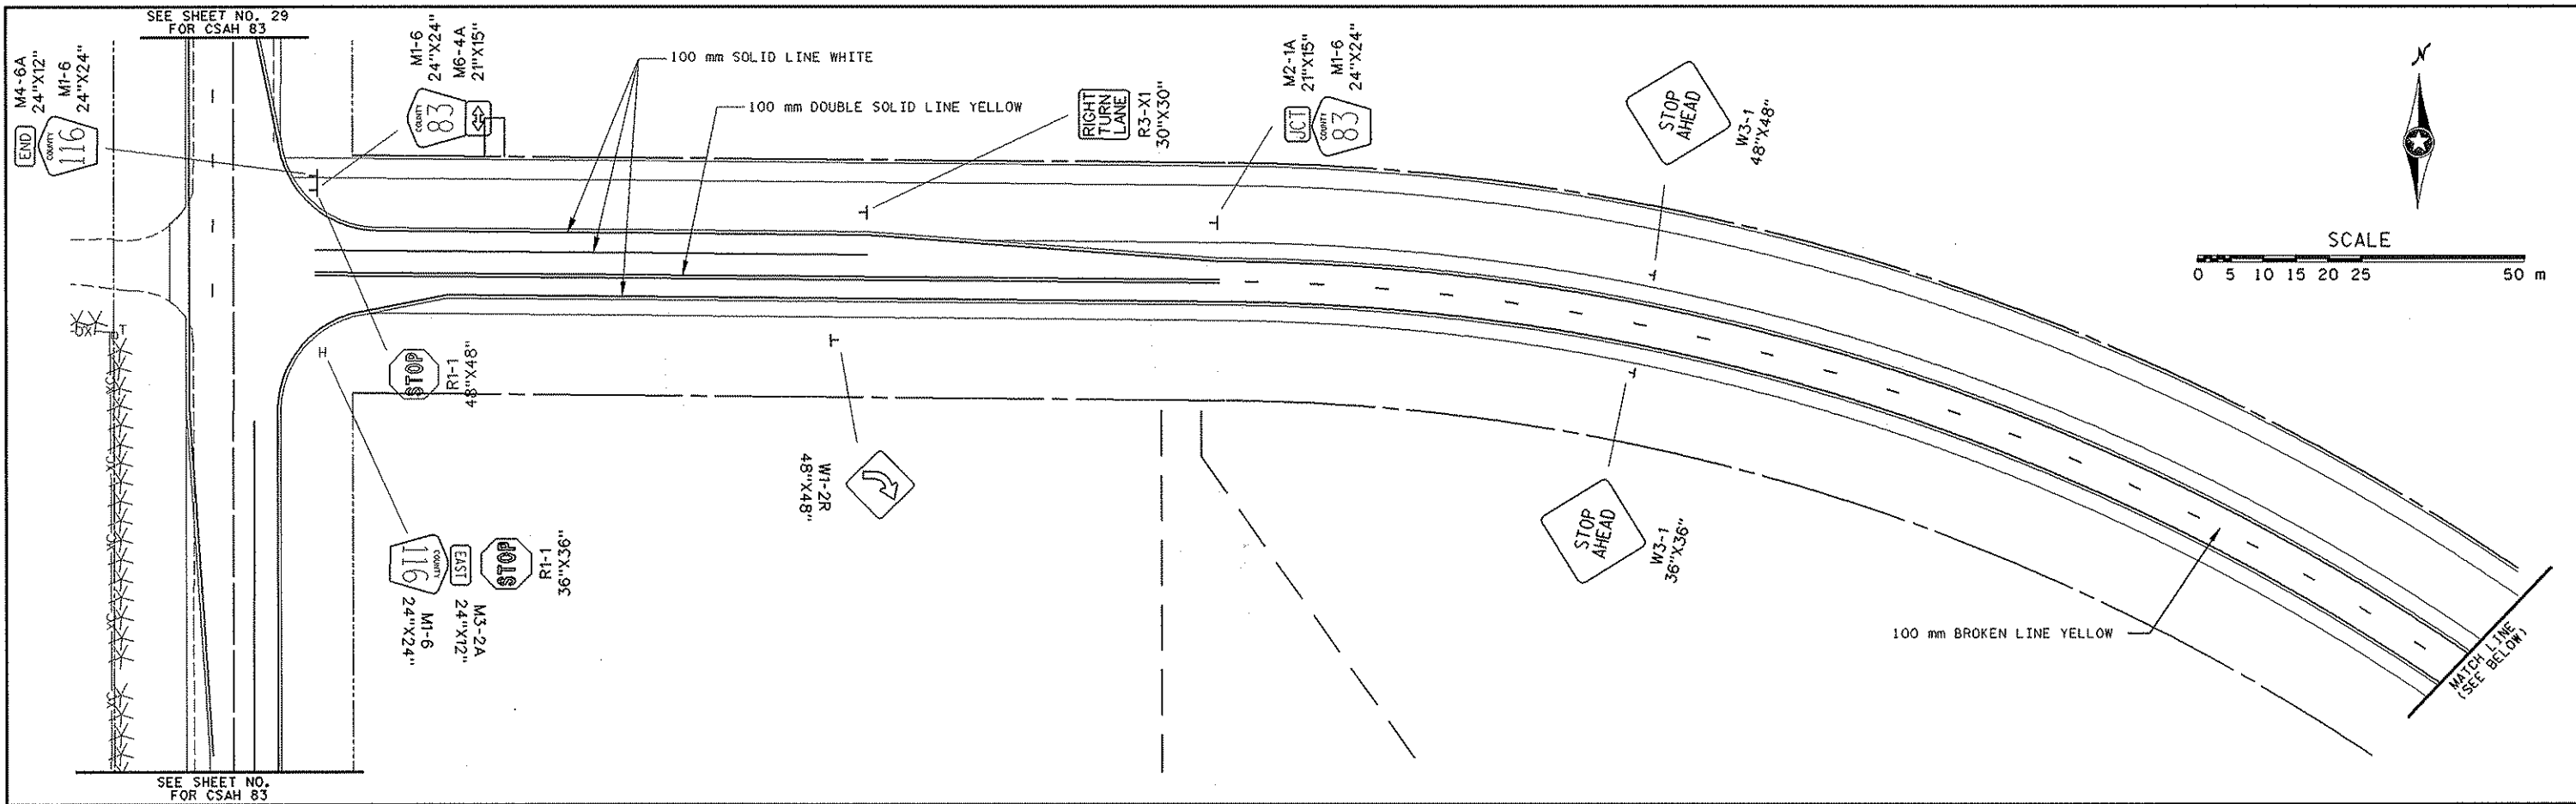 SEE SHEET NO. 29
FOR CSAH 83
M4-6A
24"X12"
M1-6
24"X24"
END
COUNTY
116
M1-6
24"X24"
M6-4A
21"X15"
COUNTY
83
100 mm SOLID LINE WHITE
100 mm DOUBLE SOLID LINE YELLOW
RIGHT
TURN
LANE
R3-X1
30"X30"
M2-1A
21"X15"
M1-6
24"X24"
JCT
COUNTY
83
STOP
AHEAD
W3-1
48"X48"
N
SCALE
0 5 10 15 20 25 50 m
T
H
STOP
R1-1
48"X48"
W1-2R
48"X48"
116
COUNTY
EAST
STOP
R1-1
36"X36"
M3-2A
24"X12"
M1-6
24"X24"
STOP
AHEAD
W3-1
36"X36"
100 mm BROKEN LINE YELLOW
MATCH LINE
(SEE BELOW)
XC
XC
XC
XC
XC
XC
SEE SHEET NO.
FOR CSAH 83